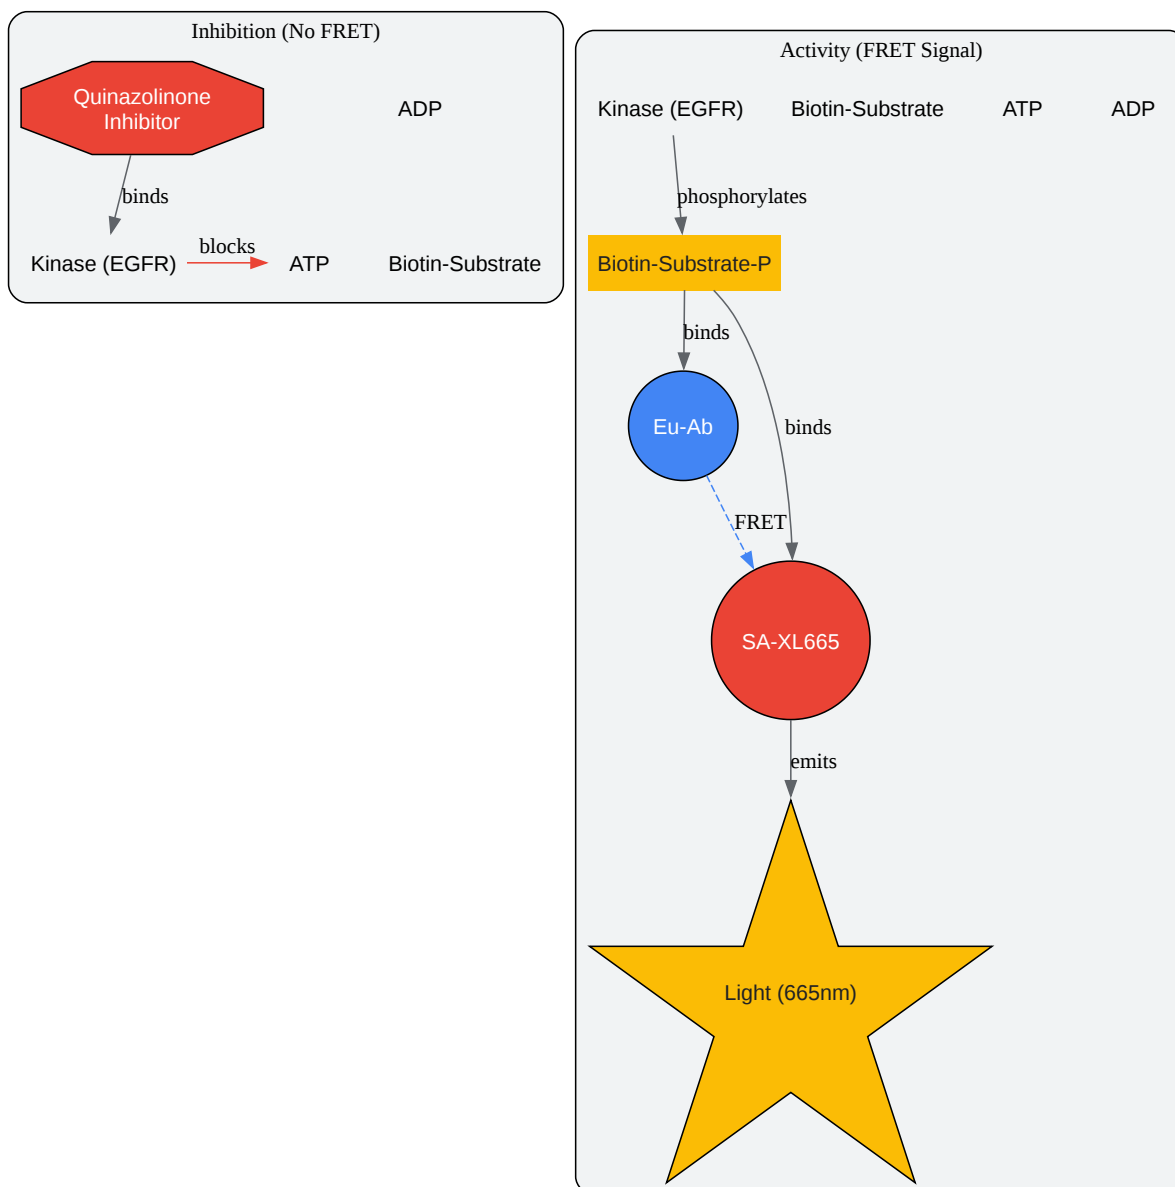 Inhibition (No FRET)
Quinazolinone
Inhibitor
ADP
binds
Kinase (EGFR)
blocks
ATP
Biotin-Substrate
Activity (FRET Signal)
Kinase (EGFR)
Biotin-Substrate
ATP
ADP
phosphorylates
Biotin-Substrate-P
binds
Eu-Ab
binds
FRET
SA-XL665
emits
Light (665nm)